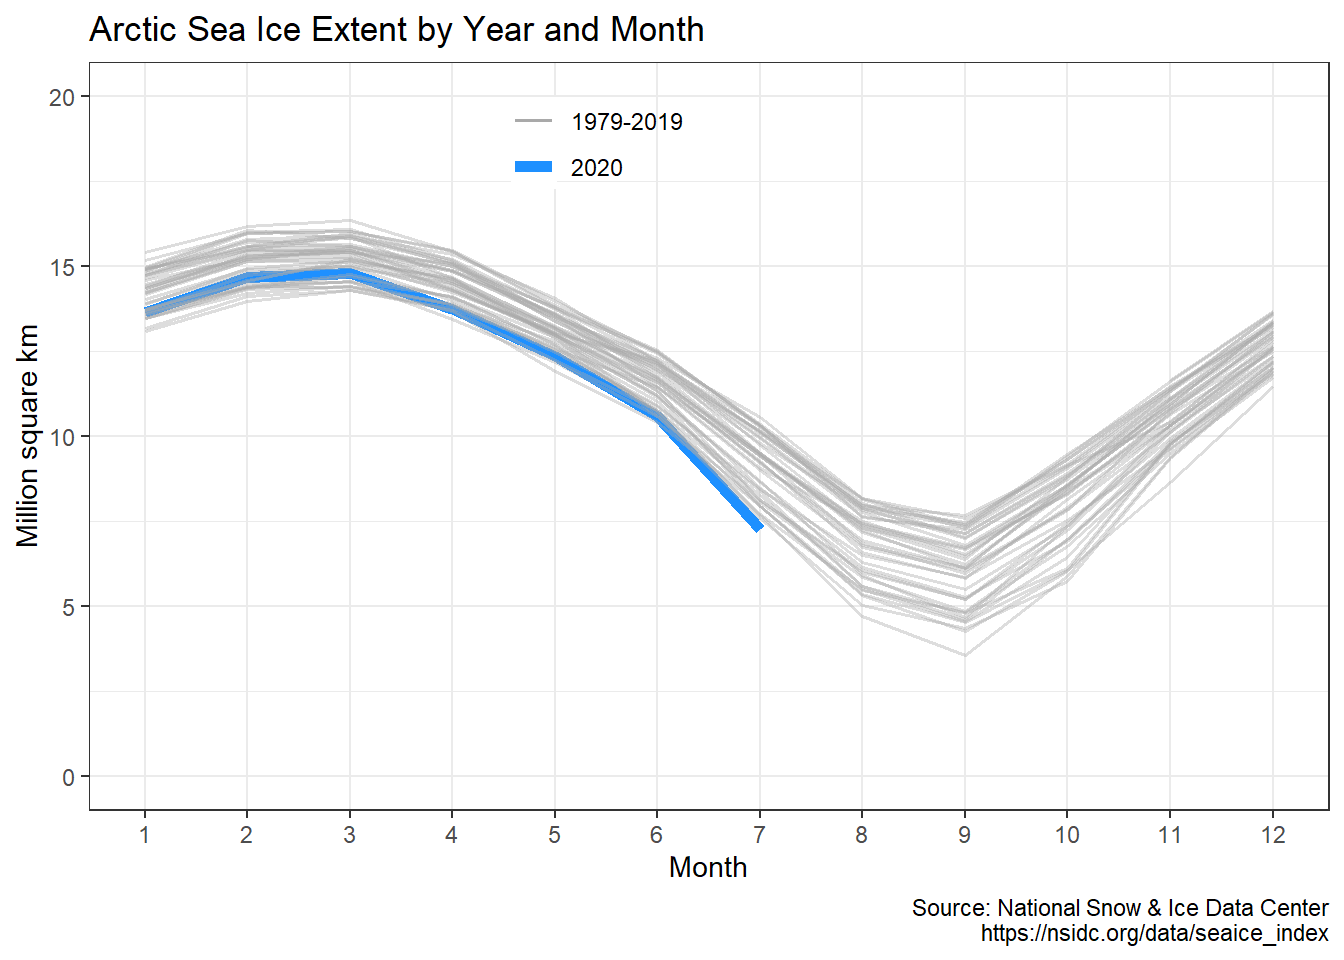 Arctic Sea Ice Extent by Year and Month
20
15
10
5
0
Million square km
1979-2019
2020
1 2 3 4 5 6 7 8 9 10 11 12
Month
Source: National Snow & Ice Data Center
https://nsidc.org/data/seaice_index